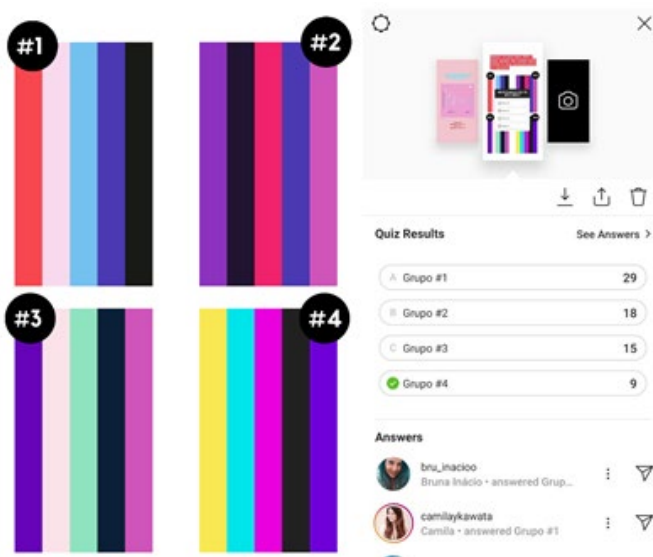 #1
#2
#3
#4
Quiz Results
See Answers >
A Grupo #1 29
B Grupo #2 18
C Grupo #3 15
Grupo #4 9
Answers
bru_inacioo
Bruna Inácio • answered Grup...
camilaykawata
Camila • answered Grupo #1